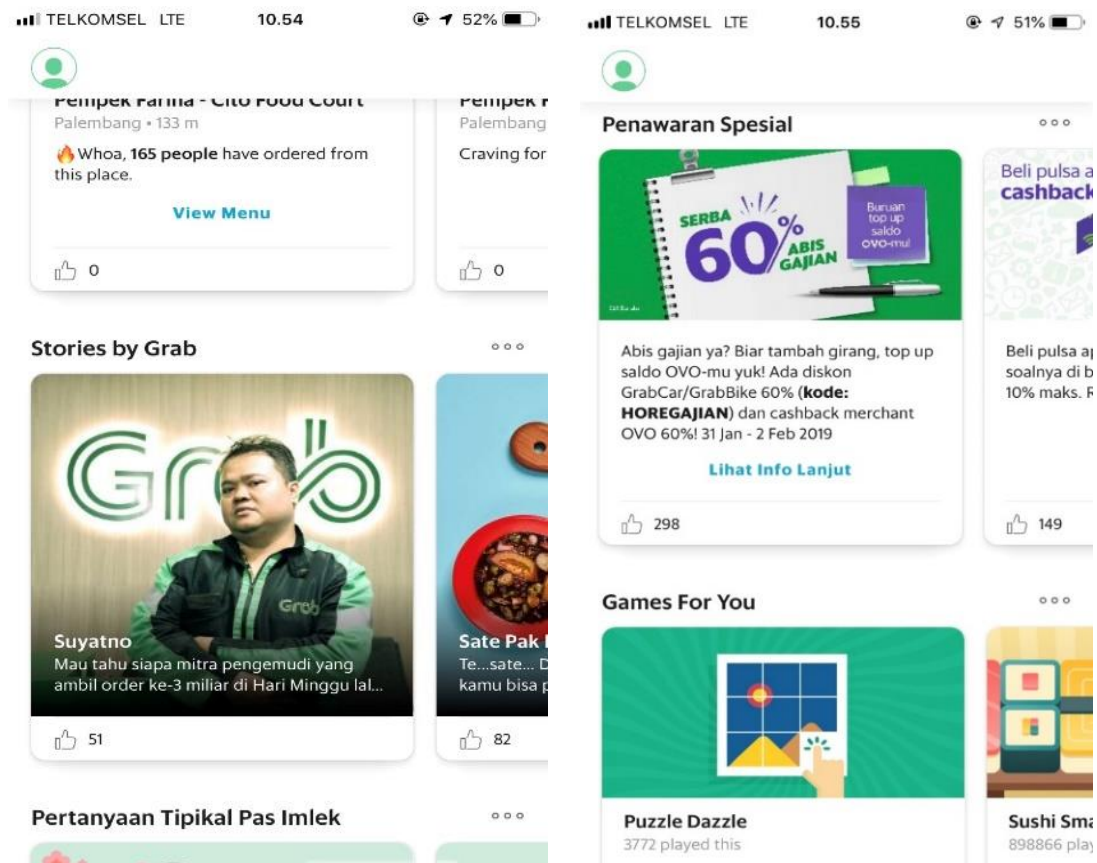 TELKOMSEL LTE 10.54 52%
Pempek Farina - Cito Food Court
Palembang • 133 m
🔥Whoa, 165 people have ordered from
this place.
View Menu
0
Pempek
Palembang
Craving for
0
Stories by Grab
Grab
Grab
Suyatno
Mau tahu siapa mitra pengemudi yang
ambil order ke-3 miliar di Hari Minggu lal...
51
Sate Pak
Te...sate... D
kamu bisa p
82
Pertanyaan Tipikal Pas Imlek
TELKOMSEL LTE 10.55 51%
Penawaran Spesial
SERBA
60%
ABIS
GAJIAN
Buruan
top up
saldo
OVO-mu!
Abis gajian ya? Biar tambah girang, top up
saldo OVO-mu yuk! Ada diskon
GrabCar/GrabBike 60% (kode:
HOREGAJIAN) dan cashback merchant
OVO 60%! 31 Jan - 2 Feb 2019
Lihat Info Lanjut
298
Beli pulsa a
cashback
Beli pulsa ap
soalnya di b
10% maks. R
149
Games For You
Puzzle Dazzle
3772 played this
Sushi Sma
898866 play